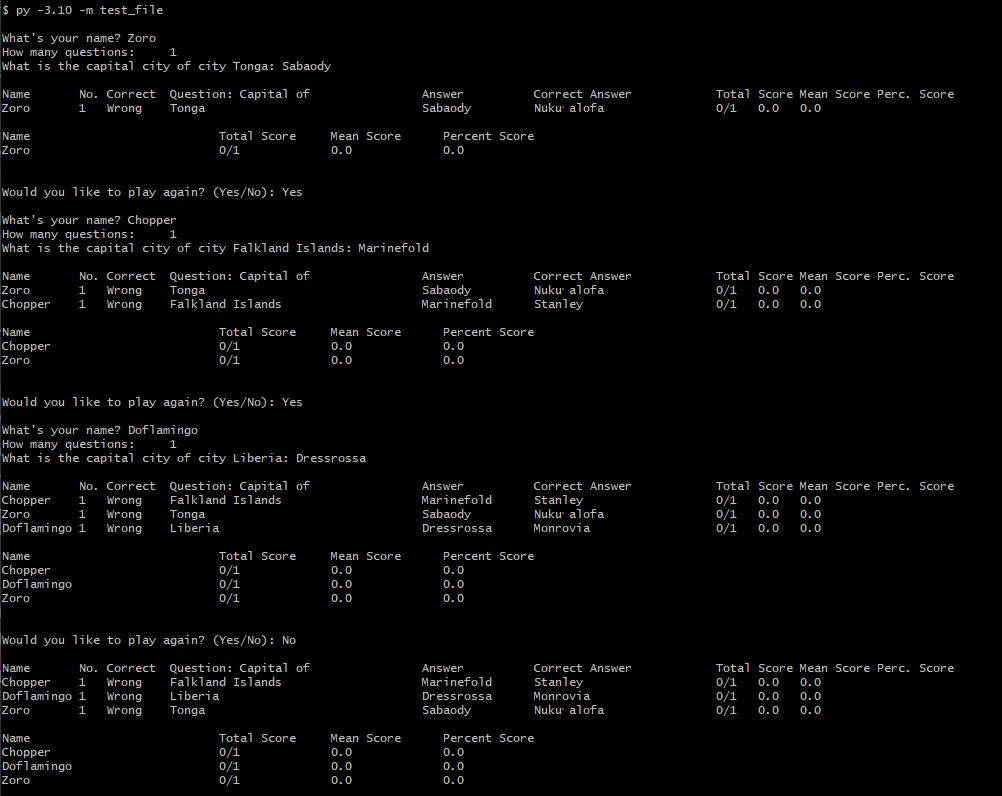 $ py -3.10 -m test_file
What's your name? Zoro
How many questions:     1
What is the capital city of city Tonga: Sabaody
Name       No. Correct  Question: Capital of                Answer          Correct Answer            Total Score Mean Score Perc. Score
Zoro       1   Wrong    Tonga                               Sabaody         Nuku'alofa                0/1   0.0   0.0
Name                           Total Score     Mean Score      Percent Score
Zoro                           0/1             0.0             0.0
Would you like to play again? (Yes/No): Yes
What's your name? Chopper
How many questions:     1
What is the capital city of city Falkland Islands: Marinefold
Name       No. Correct  Question: Capital of                Answer          Correct Answer            Total Score Mean Score Perc. Score
Zoro       1   Wrong    Tonga                               Sabaody         Nuku'alofa                0/1   0.0   0.0
Chopper    1   Wrong    Falkland Islands                    Marinefold      Stanley                   0/1   0.0   0.0
Name                           Total Score     Mean Score      Percent Score
Chopper                        0/1             0.0             0.0
Zoro                           0/1             0.0             0.0
Would you like to play again? (Yes/No): Yes
What's your name? Doflamingo
How many questions:     1
What is the capital city of city Liberia: Dressrossa
Name       No. Correct  Question: Capital of                Answer          Correct Answer            Total Score Mean Score Perc. Score
Chopper    1   Wrong    Falkland Islands                    Marinefold      Stanley                   0/1   0.0   0.0
Zoro       1   Wrong    Tonga                               Sabaody         Nuku'alofa                0/1   0.0   0.0
Doflamingo 1   Wrong    Liberia                             Dressrossa      Monrovia                  0/1   0.0   0.0
Name                           Total Score     Mean Score      Percent Score
Chopper                        0/1             0.0             0.0
Doflamingo                     0/1             0.0             0.0
Zoro                           0/1             0.0             0.0
Would you like to play again? (Yes/No): No
Name       No. Correct  Question: Capital of                Answer          Correct Answer            Total Score Mean Score Perc. Score
Chopper    1   Wrong    Falkland Islands                    Marinefold      Stanley                   0/1   0.0   0.0
Doflamingo 1   Wrong    Liberia                             Dressrossa      Monrovia                  0/1   0.0   0.0
Zoro       1   Wrong    Tonga                               Sabaody         Nuku'alofa                0/1   0.0   0.0
Name                           Total Score     Mean Score      Percent Score
Chopper                        0/1             0.0             0.0
Doflamingo                     0/1             0.0             0.0
Zoro                           0/1             0.0             0.0